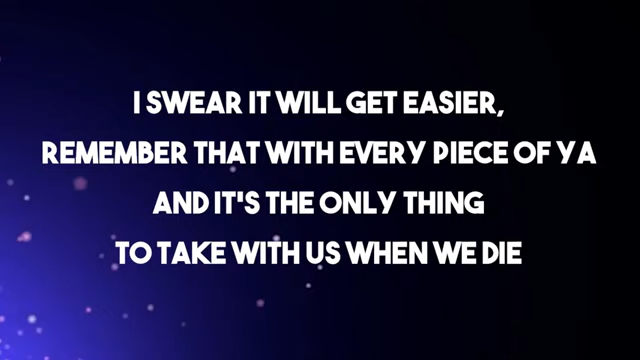 I SWEAR IT WILL GET EASIER,
REMEMBER THAT WITH EVERY PIECE OF YA
AND IT'S THE ONLY THING
TO TAKE WITH US WHEN WE DIE